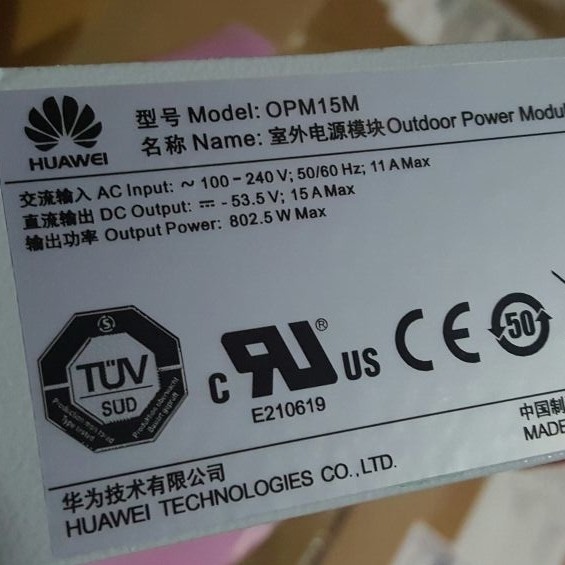 HUAWEI
型号 Model: OPM15M
名称 Name: 室外电源模块Outdoor Power Modul
交流输入 AC Input: ~ 100 - 240 V; 50/60 Hz; 11 A Max
直流输出 DC Output: ⎓ - 53.5 V; 15 A Max
输出功率 Output Power: 802.5 W Max
S
TÜV
SÜD
c RU ® US
E210619
CE
50
中国制
MADE
华为技术有限公司
HUAWEI TECHNOLOGIES CO.,LTD.